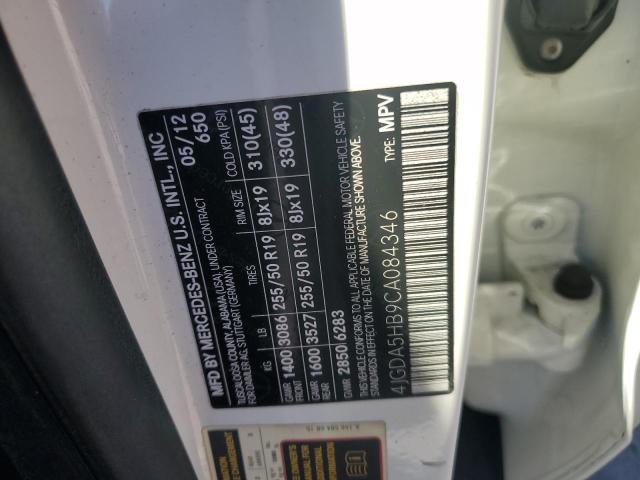 MFD BY MERCEDES-BENZ U.S. INTL., INC
TUSCALOOSA COUNTY, ALABAMA (USA), UNDER CONTRACT
FOR DAIMLER AG, STUTTGART (GERMANY)
05/12
650
KG LB TIRES RIM SIZE COLD KPA (PSI)
GAWR FRONT 1400 3086 255/50 R19 8Jx19 310(45)
GAWR REAR 1600 3527 255/50 R19 8Jx19 330(48)
GVWR 2850 6283
THIS VEHICLE CONFORMS TO ALL APPLICABLE FEDERAL MOTOR VEHICLE SAFETY
STANDARDS IN EFFECT ON THE DATE OF MANUFACTURE SHOWN ABOVE.
4JGDA5HB9CA084346 TYPE: MPV